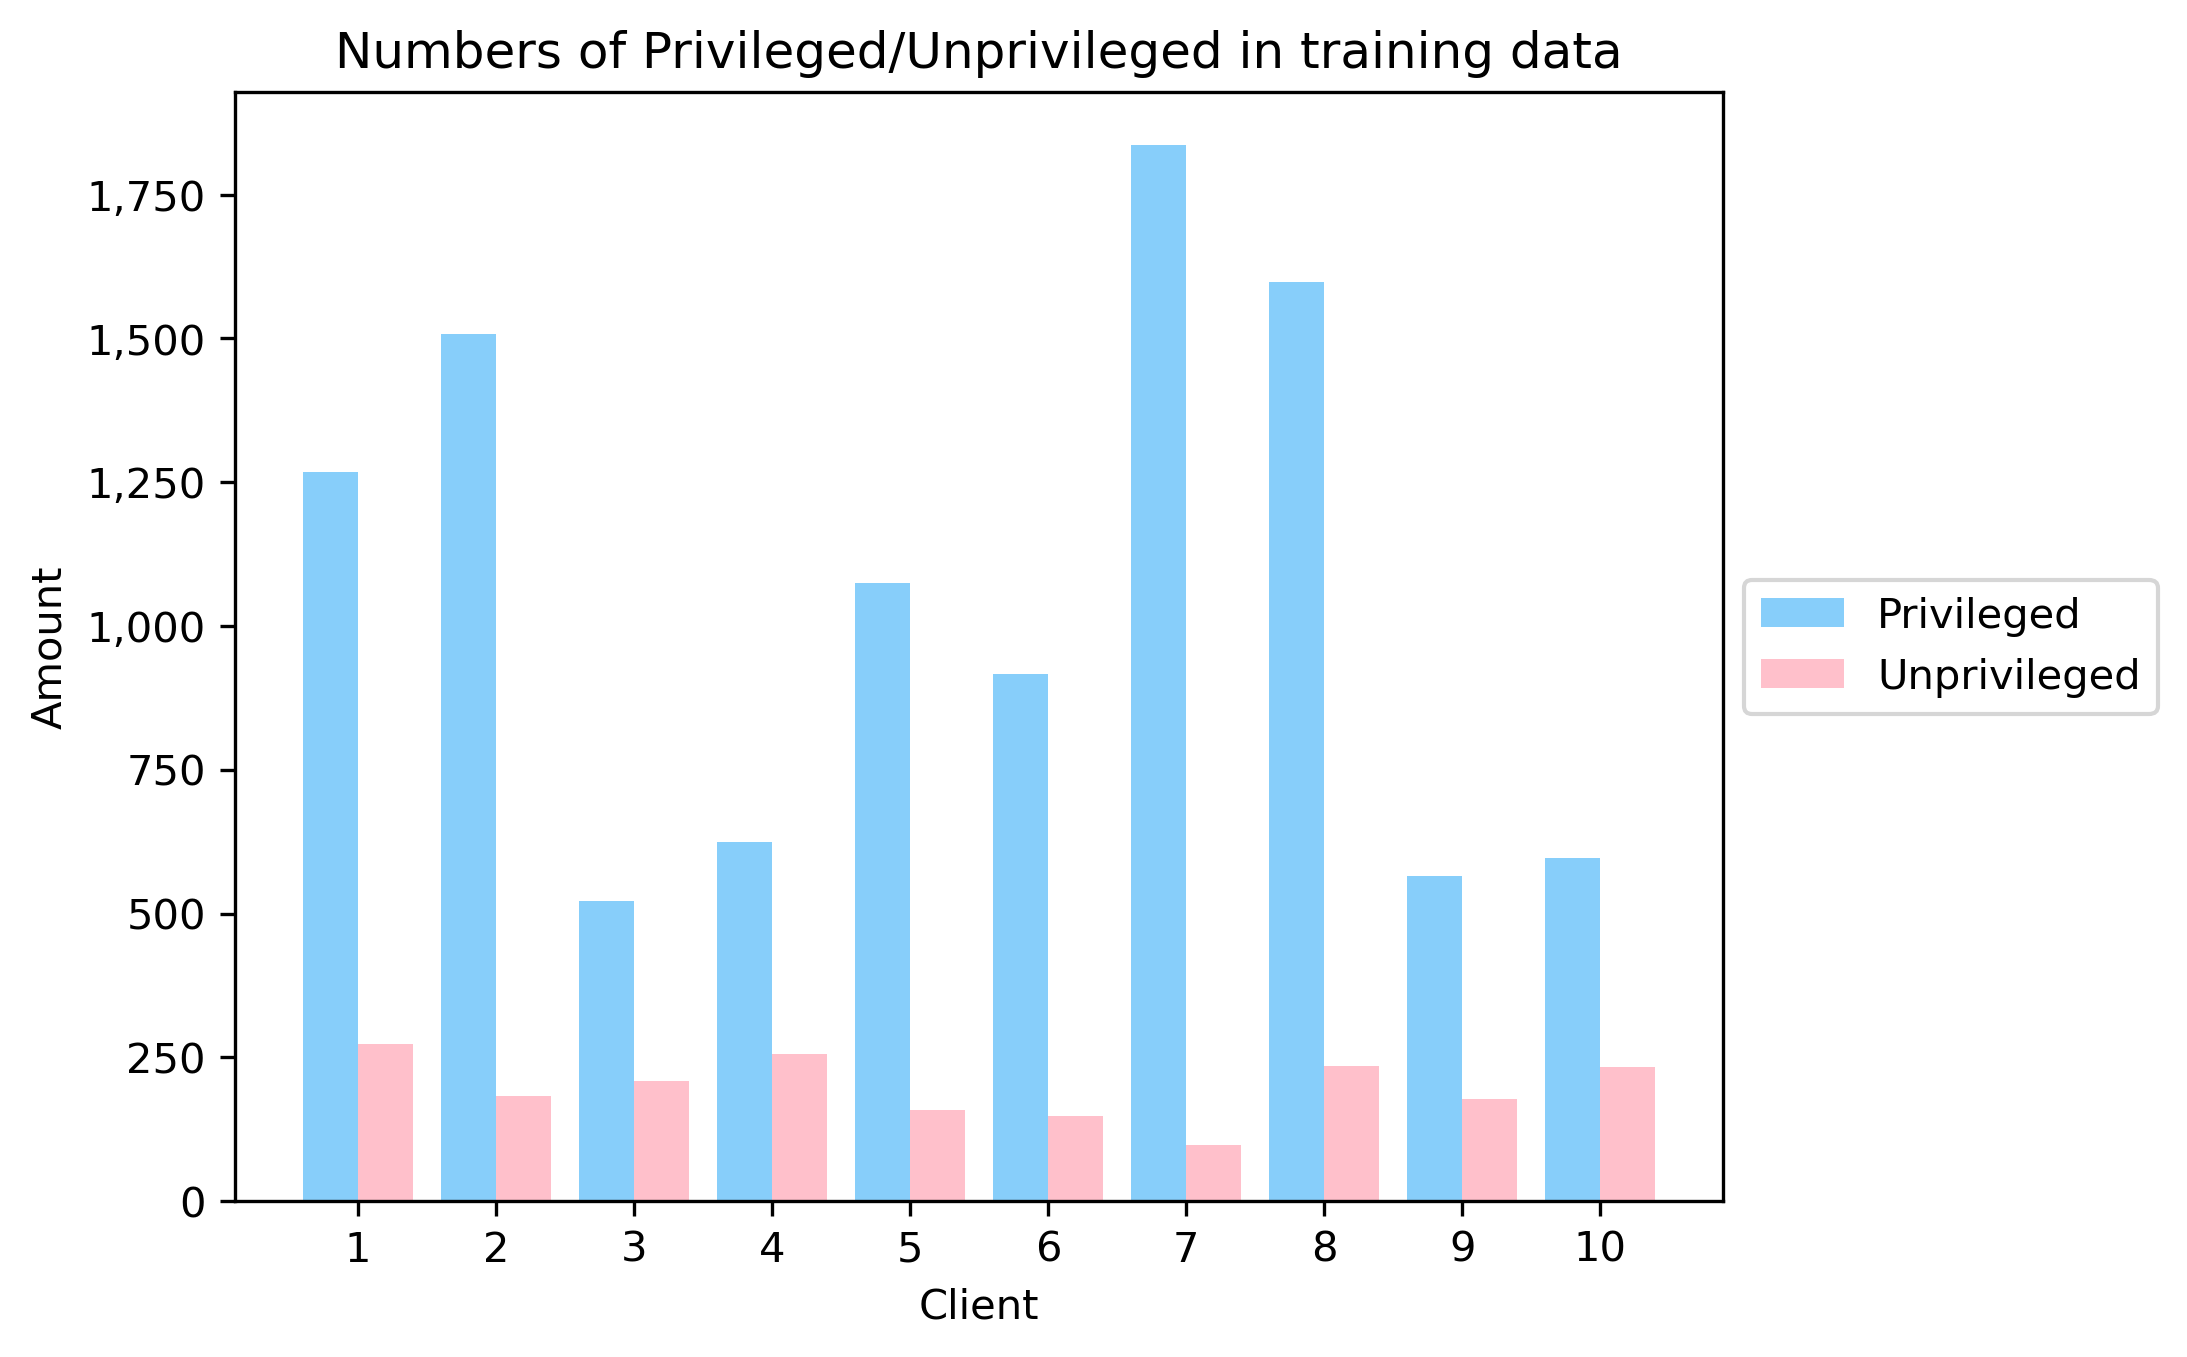 Numbers of Privileged/Unprivileged in training data
1,750
1,500
1,250
1,000
750
500
250
0
Amount
1 2 3 4 5 6 7 8 9 10
Client
Privileged
Unprivileged